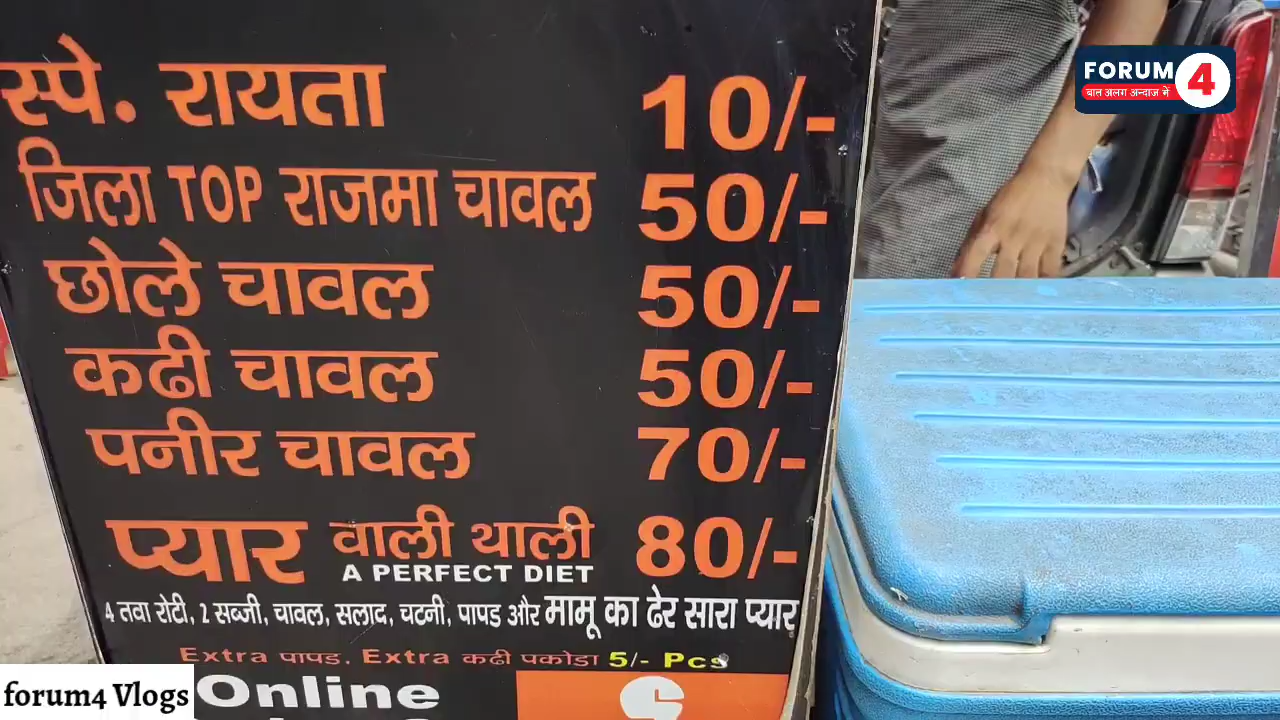 स्पे. रायता 10/-
जिला TOP राजमा चावल 50/-
छोले चावल 50/-
कढी चावल 50/-
पनीर चावल 70/-
प्यार वाली थाली 80/-
A PERFECT DIET
4 तवा रोटी, 2 सब्जी, चावल, सलाद, चटनी, पापड और मामू का ढेर सारा प्यार
Extra पापड. Extra कढी पकोडा 5/- Pcs
Online
FORUM 4
बात अलग अन्दाज में
forum4 Vlogs